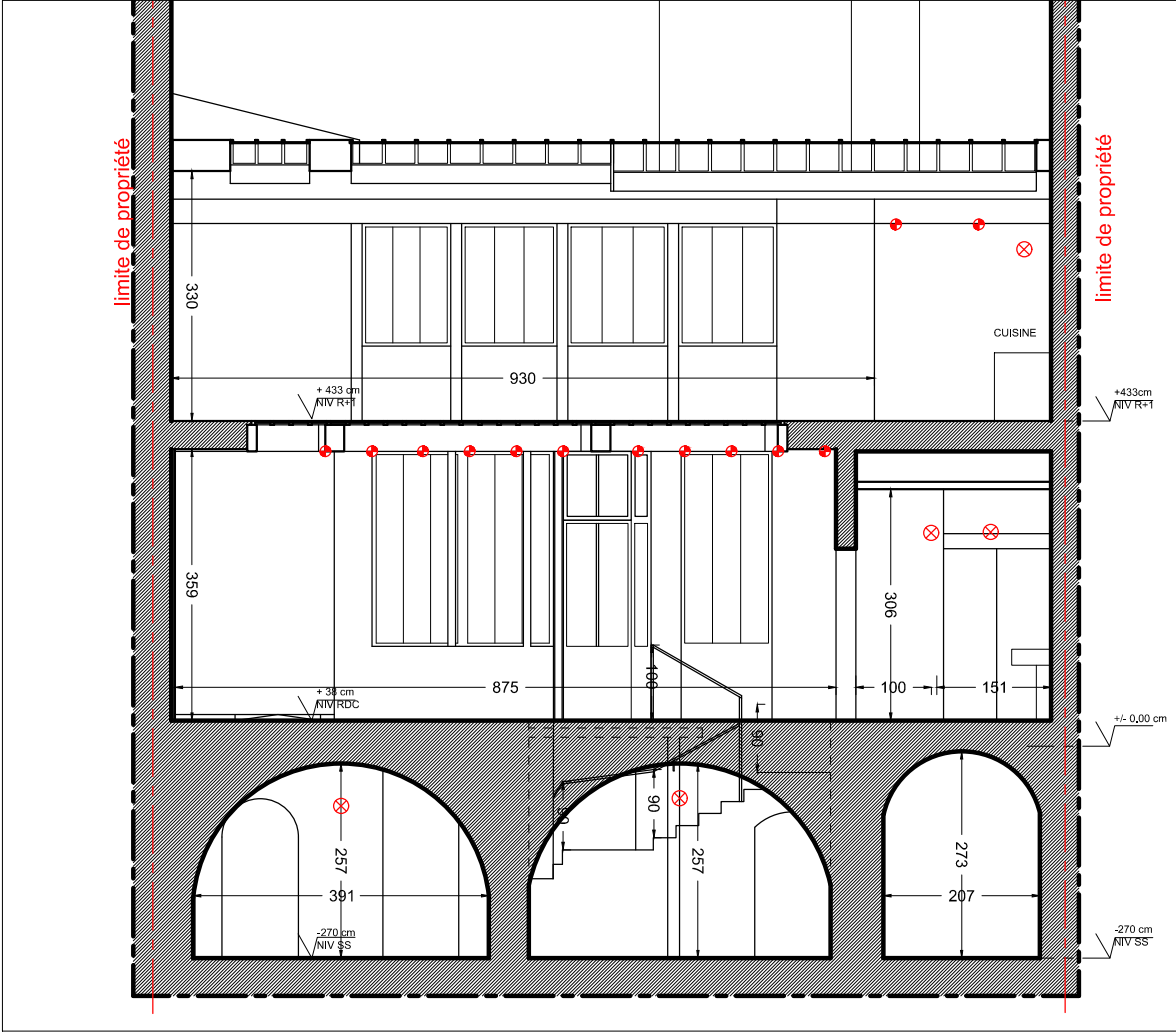 limite de propriété
limite de propriété
330
CUISINE
930
+ 433 cm
NIV R+1
+433cm
NIV R+1
359
306
100
875
100
151
+ 38 cm
NIV RDC
+/- 0,00 cm
90
90
90
257
257
273
391
207
-270 cm
NIV SS
-270 cm
NIV SS